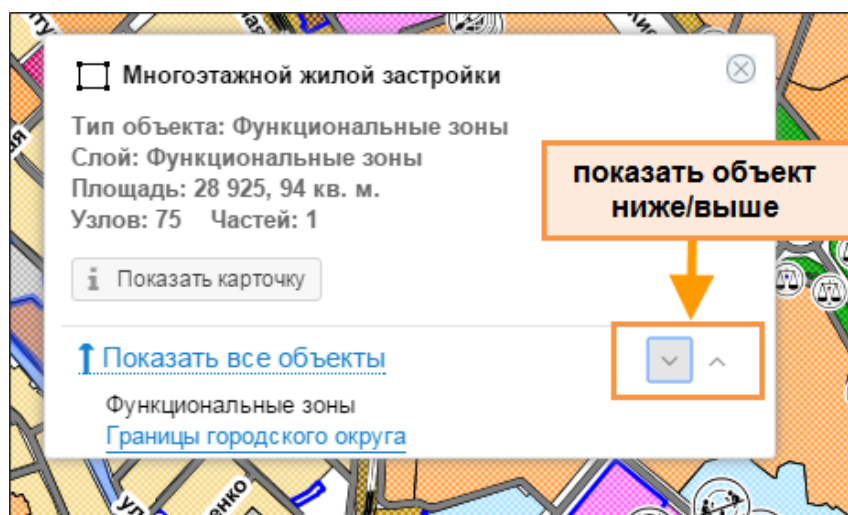 Многоэтажной жилой застройки
Тип объекта: Функциональные зоны
Слой: Функциональные зоны
Площадь: 28 925, 94 кв. м.
Узлов: 75 Частей: 1
показать объект
ниже/выше
Показать карточку
Показать все объекты
Функциональные зоны
Границы городского округа